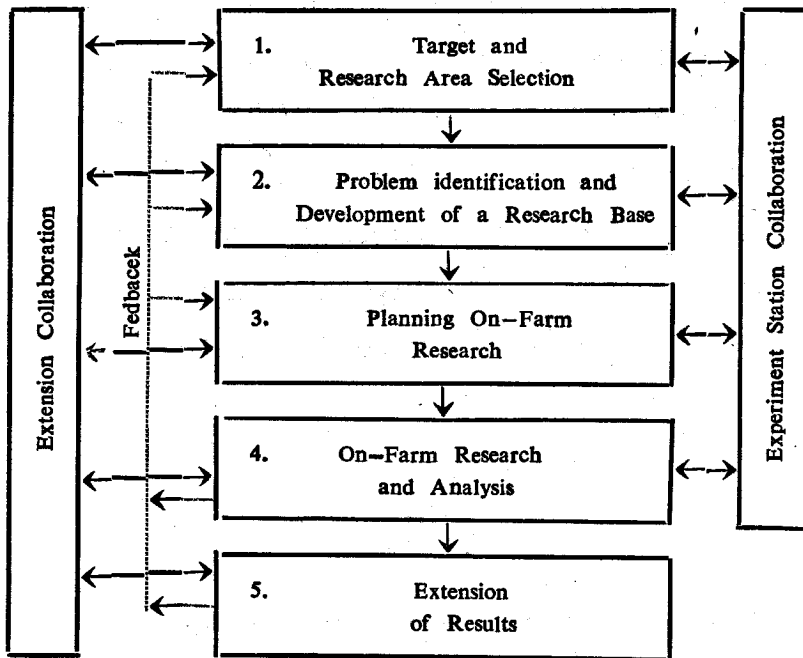 1. Target and
Research Area Selection
2. Problem identification and
Development of a Research Base
3. Planning On-Farm
Research
4. On-Farm Research
and Analysis
5. Extension
of Results
Extension Collaboration
Fedbacek
Experiment Station Collaboration